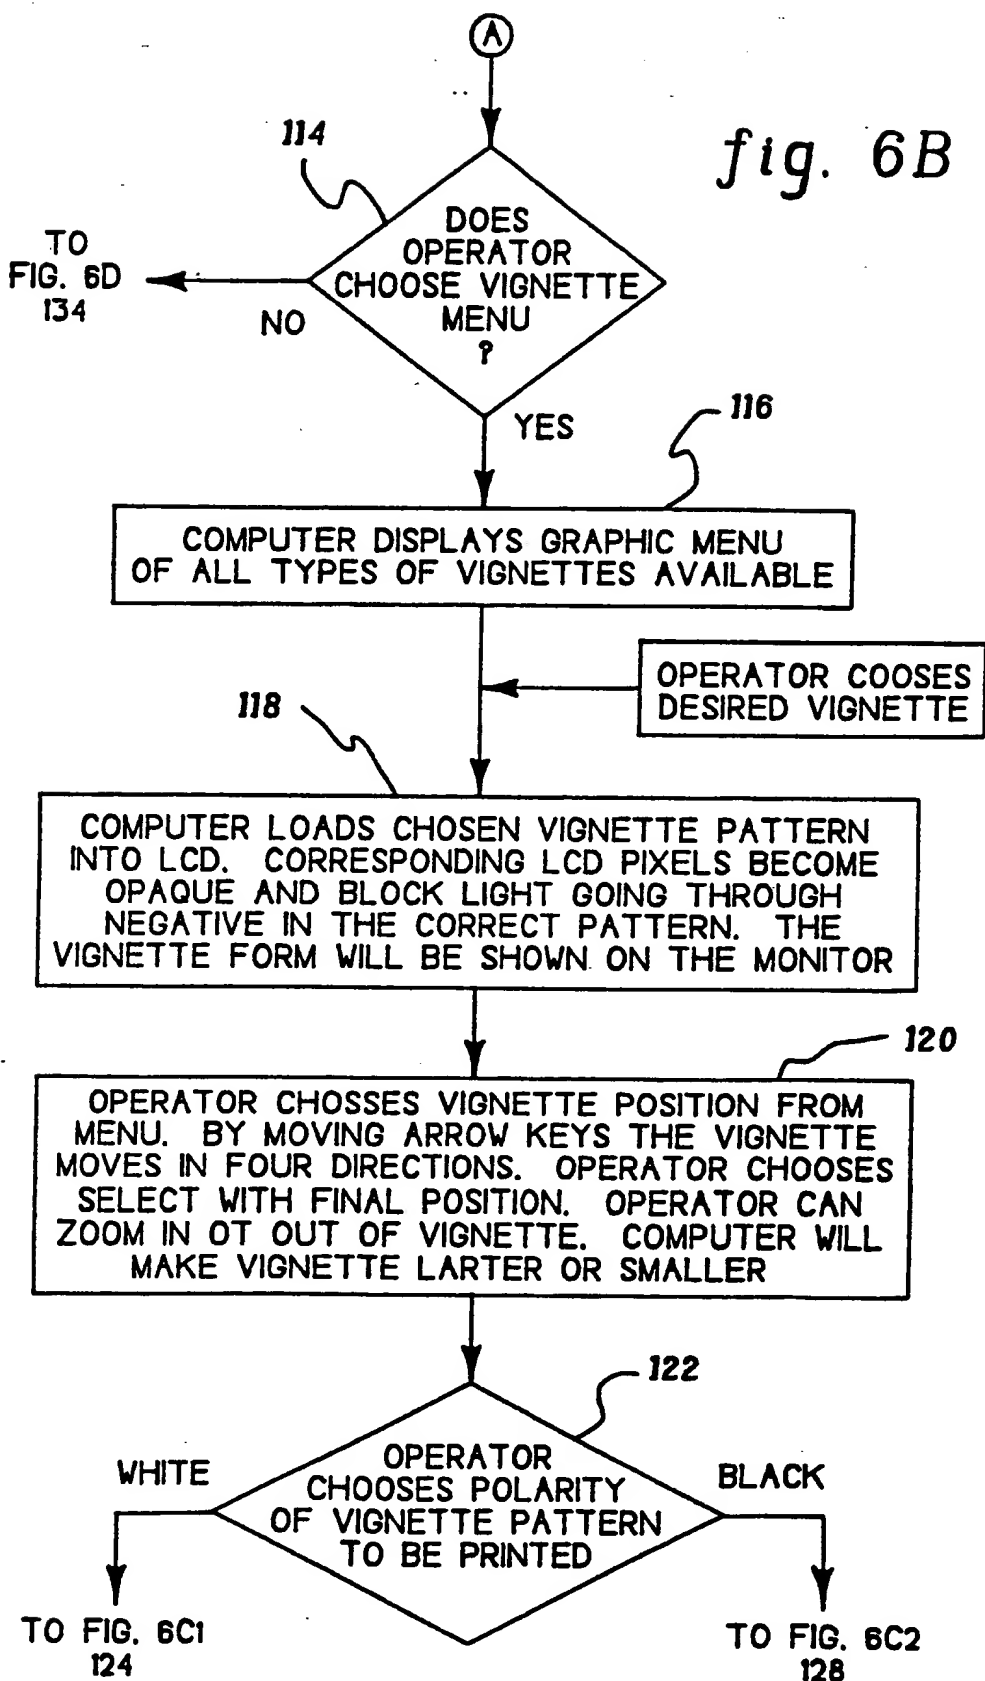 A
fig. 6B
114
DOES
OPERATOR
CHOOSE VIGNETTE
MENU
?
TO
FIG. 6D
134
NO
YES
116
COMPUTER DISPLAYS GRAPHIC MENU
OF ALL TYPES OF VIGNETTES AVAILABLE
OPERATOR COOSES
DESIRED VIGNETTE
118
COMPUTER LOADS CHOSEN VIGNETTE PATTERN
INTO LCD. CORRESPONDING LCD PIXELS BECOME
OPAQUE AND BLOCK LIGHT GOING THROUGH
NEGATIVE IN THE CORRECT PATTERN. THE
VIGNETTE FORM WILL BE SHOWN ON THE MONITOR
120
OPERATOR CHOSSES VIGNETTE POSITION FROM
MENU. BY MOVING ARROW KEYS THE VIGNETTE
MOVES IN FOUR DIRECTIONS. OPERATOR CHOOSES
SELECT WITH FINAL POSITION. OPERATOR CAN
ZOOM IN OT OUT OF VIGNETTE. COMPUTER WILL
MAKE VIGNETTE LARTER OR SMALLER
122
OPERATOR
CHOOSES POLARITY
OF VIGNETTE PATTERN
TO BE PRINTED
WHITE
BLACK
TO FIG. 6C1
124
TO FIG. 6C2
128